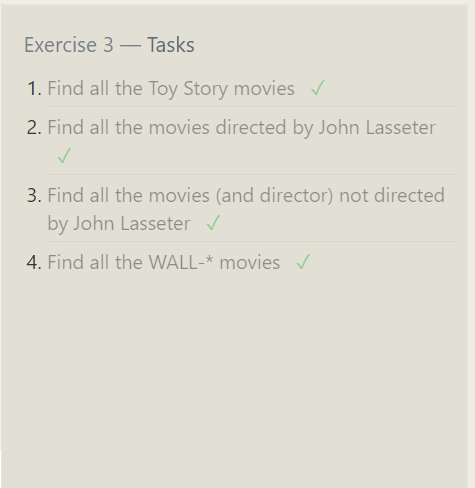 Exercise 3 — Tasks
1. Find all the Toy Story movies ✓
2. Find all the movies directed by John Lasseter
✓
3. Find all the movies (and director) not directed
by John Lasseter ✓
4. Find all the WALL-* movies ✓